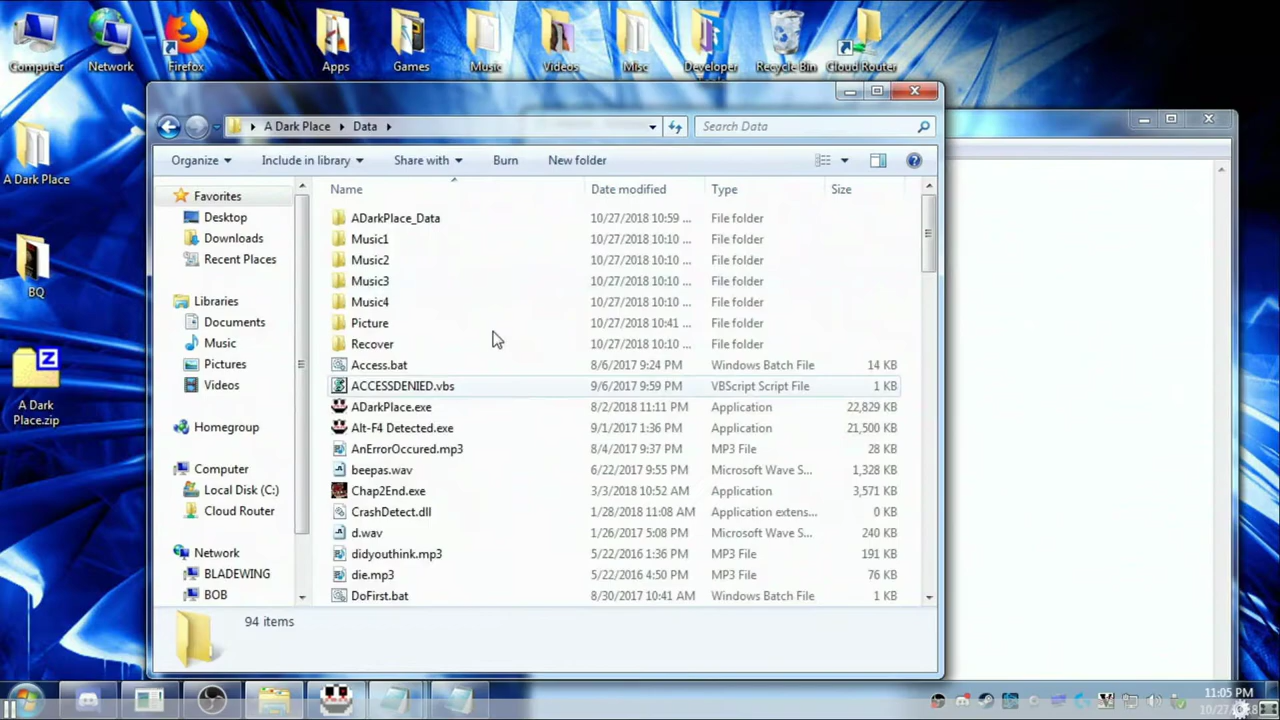 Computer
Network
Firefox
Apps
Games
Music
Videos
Misc
Developer
Recycle Bin
Cloud Router
A Dark Place
BQ
A Dark
Place.zip
A Dark Place Data
Search Data
Organize Include in library Share with Burn New folder
Favorites
Desktop
Downloads
Recent Places
Libraries
Documents
Music
Pictures
Videos
Homegroup
Computer
Local Disk (C:)
Cloud Router
Network
BLADEWING
BOB
Name Date modified Type Size
ADarkPlace_Data 10/27/2018 10:59 ... File folder
Music1 10/27/2018 10:10 ... File folder
Music2 10/27/2018 10:10 ... File folder
Music3 10/27/2018 10:10 ... File folder
Music4 10/27/2018 10:10 ... File folder
Picture 10/27/2018 10:41 ... File folder
Recover 10/27/2018 10:10 ... File folder
Access.bat 8/6/2017 9:24 PM Windows Batch File 14 KB
ACCESSDENIED.vbs 9/6/2017 9:59 PM VBScript Script File 1 KB
ADarkPlace.exe 8/2/2018 11:11 PM Application 22,829 KB
Alt-F4 Detected.exe 9/1/2017 1:36 PM Application 21,500 KB
AnErrorOccured.mp3 8/4/2017 9:37 PM MP3 File 28 KB
beepas.wav 6/22/2017 9:55 PM Microsoft Wave S... 1,328 KB
Chap2End.exe 3/3/2018 10:52 AM Application 3,571 KB
CrashDetect.dll 1/28/2018 11:08 AM Application extens... 0 KB
d.wav 1/26/2017 5:08 PM Microsoft Wave S... 240 KB
didyouthink.mp3 5/22/2016 1:36 PM MP3 File 191 KB
die.mp3 5/22/2016 4:50 PM MP3 File 76 KB
DoFirst.bat 8/30/2017 10:41 AM Windows Batch File 1 KB
94 items
11:05 PM